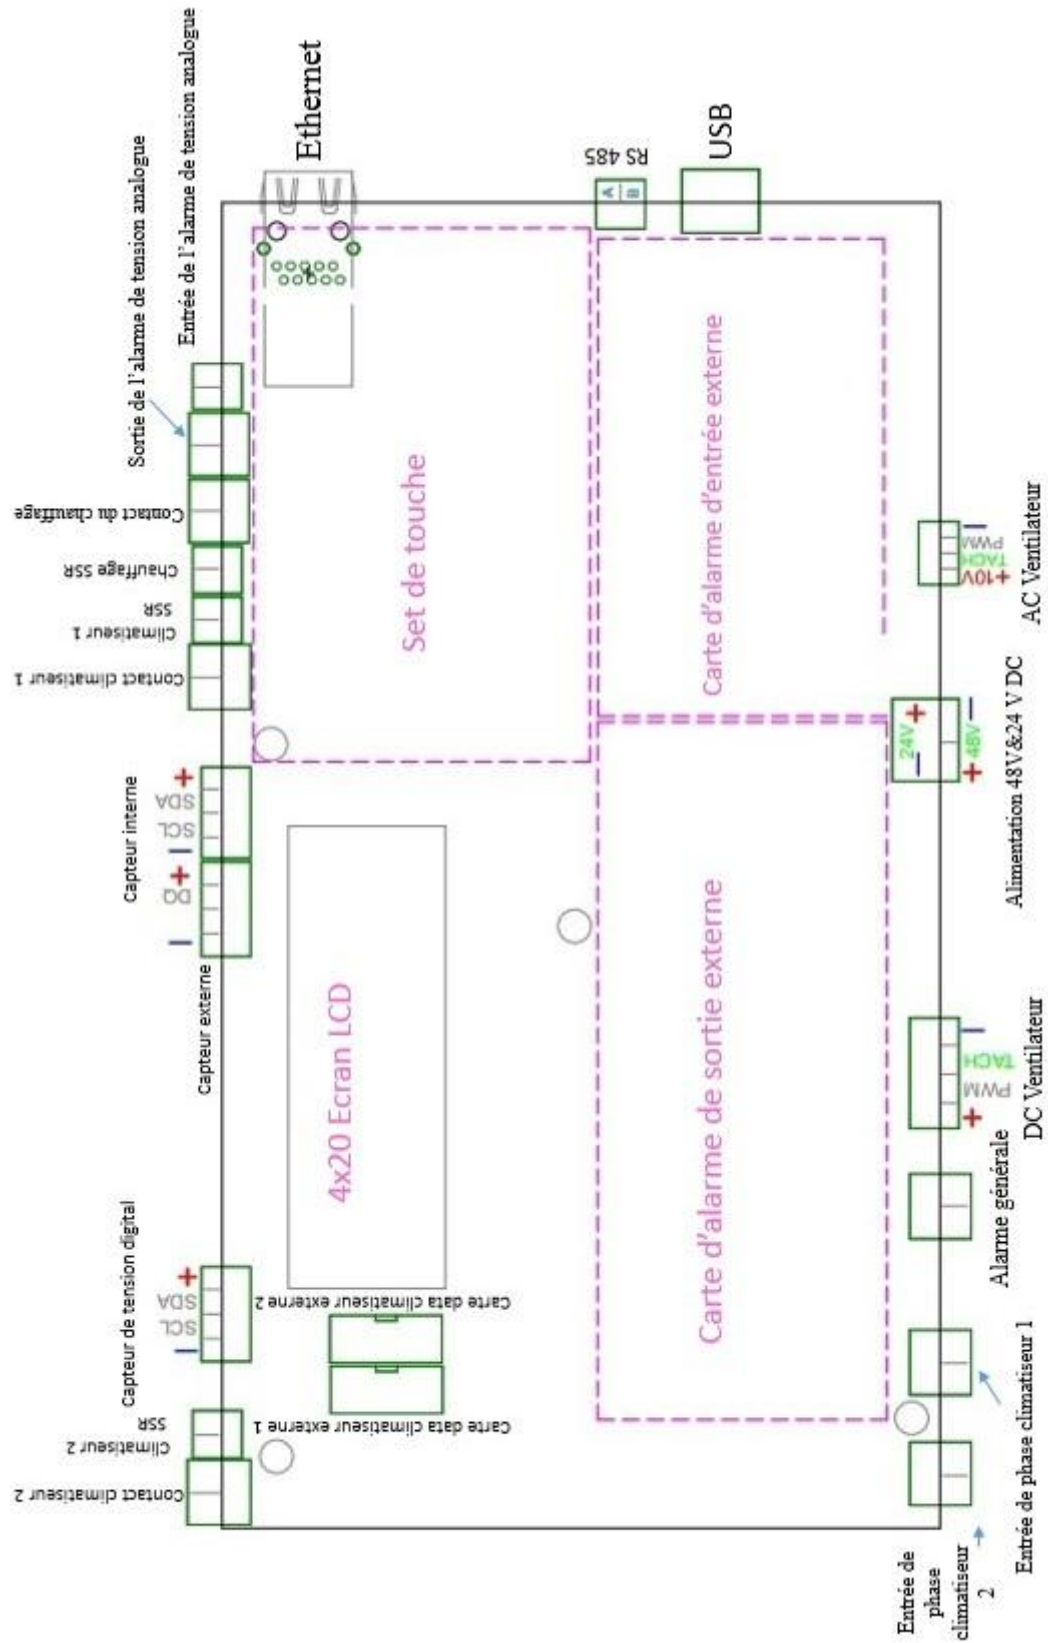 Entrée de l'alarme de tension analogue
Sortie de l'alarme de tension analogue
Contact du chauffage
Chauffage SSR
Climatiseur 1
SSR
Contact climatiseur 1
Capteur interne
+
SDA
SCL
–
+
DQ
–
Capteur externe
Capteur de tension digital
+
SDA
SCL
–
Climatiseur 2
SSR
Contact climatiseur 2
Ethernet
RS 485
A
B
USB
Set de touche
Carte d'alarme d'entrée externe
4x20 Ecran LCD
Carte data climatiseur externe 2
Carte data climatiseur externe 1
Carte d'alarme de sortie externe
–
PWM
TACH
+10V
AC Ventilateur
– 24V +
+ 48V –
Alimentation 48V&24 V DC
–
TACH
PWM
+
DC Ventilateur
Alarme générale
Entrée de phase climatiseur 1
Entrée de
phase
climatiseur
2